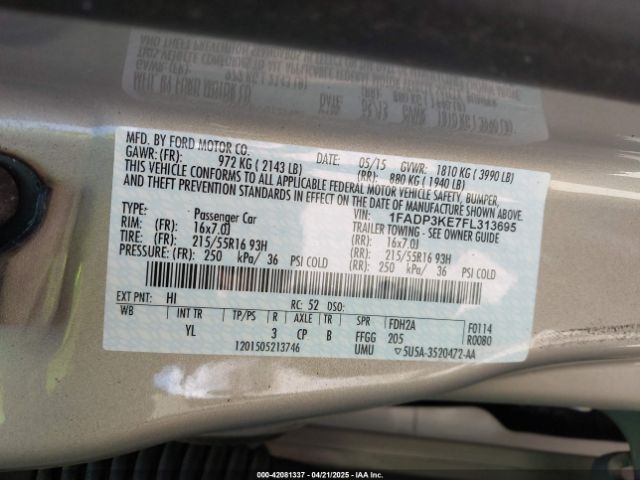 MFD. BY FORD MOTOR CO.
DATE: 05/15 GVWR: 1810 KG ( 3990 LB)
GAWR: (FR): 972 KG ( 2143 LB) (RR): 880 KG ( 1940 LB)
THIS VEHICLE CONFORMS TO ALL APPLICABLE FEDERAL MOTOR VEHICLE SAFETY, BUMPER,
AND THEFT PREVENTION STANDARDS IN EFFECT ON THE DATE OF MANUFACTURE SHOWN ABOVE.
VIN: 1FADP3KE7FL313695
TYPE: Passenger Car TRAILER TOWING - SEE OWNER GUIDE
RIM: (FR): 16x7.0J (RR): 16x7.0J
TIRE: (FR): 215/55R16 93H (RR): 215/55R16 93H
PRESSURE: (FR): 250 kPa/ 36 PSI COLD (RR): 250 kPa/ 36 PSI COLD
EXT PNT: HI RC: 52 DSO:
WB INT TR TP/PS R AXLE TR SPR FDH2A F0114
YL 3 CP B FFGG 205 R0080
1201505213746 UMU 5U5A-3520472-AA
000-42081337 - 04/21/2025 - IAAI.COM